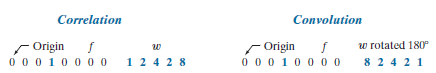 Correlation Convolution
Origin f w Origin f w rotated 180°
0 0 0 1 0 0 0 0 1 2 4 2 8 0 0 0 1 0 0 0 0 8 2 4 2 1